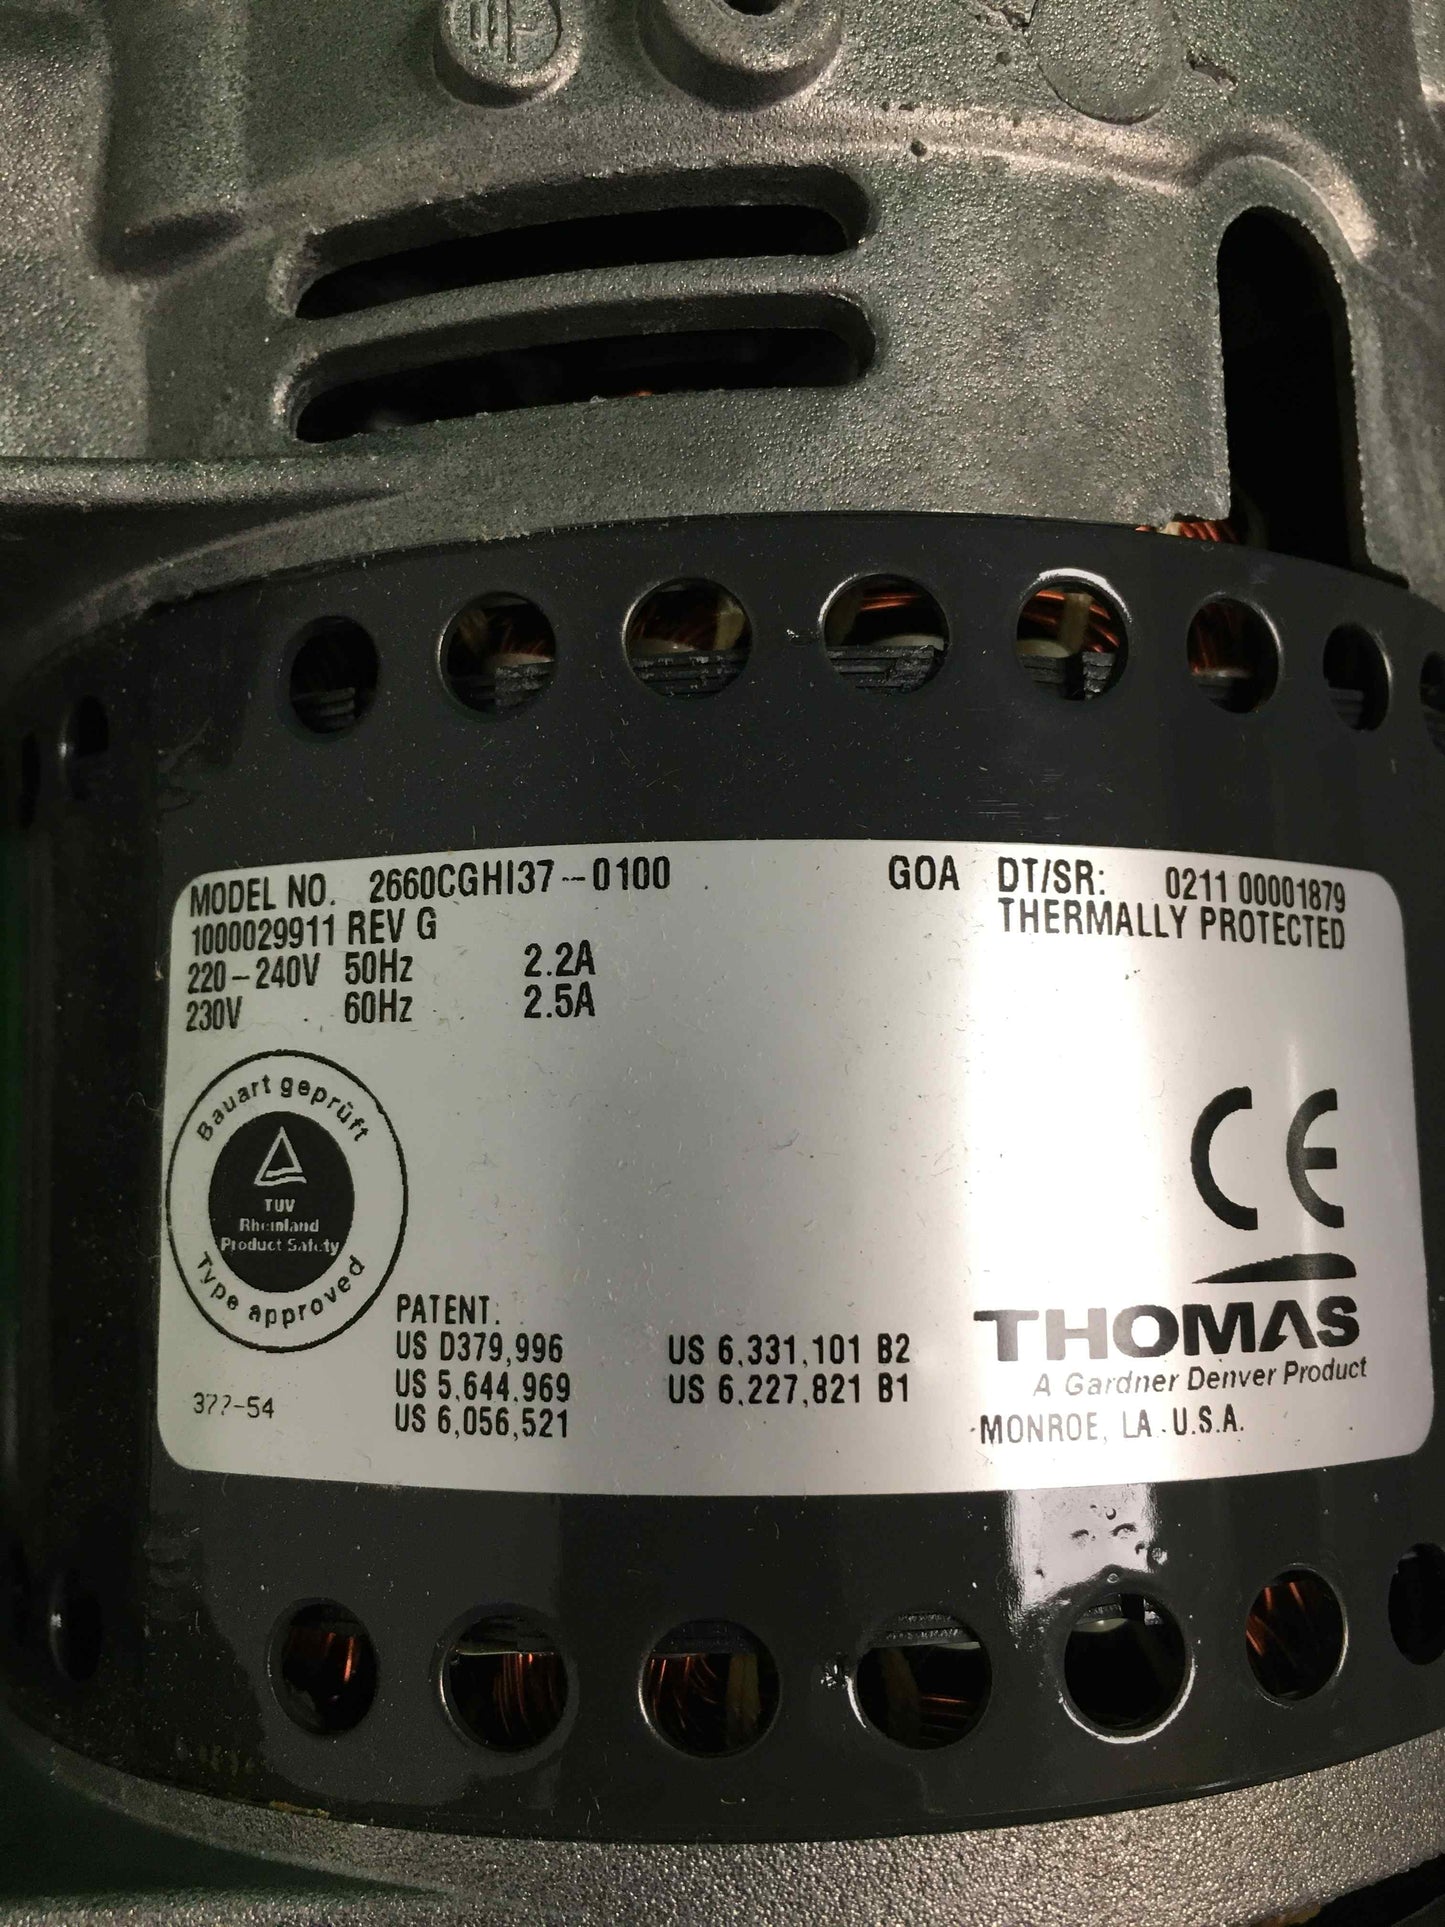 MODEL NO. 2660CGHI37--0100 GOA DT/SR: 0211 00001879
1000029911 REV G THERMALLY PROTECTED
220-240V 50Hz 2.2A
230V 60Hz 2.5A
Bauart geprüft
TUV
Rheinland
Product Safety
Type approved
CE
THOMAS
A Gardner Denver Product
MONROE, LA. U.S.A.
PATENT:
US D379,996 US 6,331,101 B2
US 5,644,969 US 6,227,821 B1
US 6,056,521